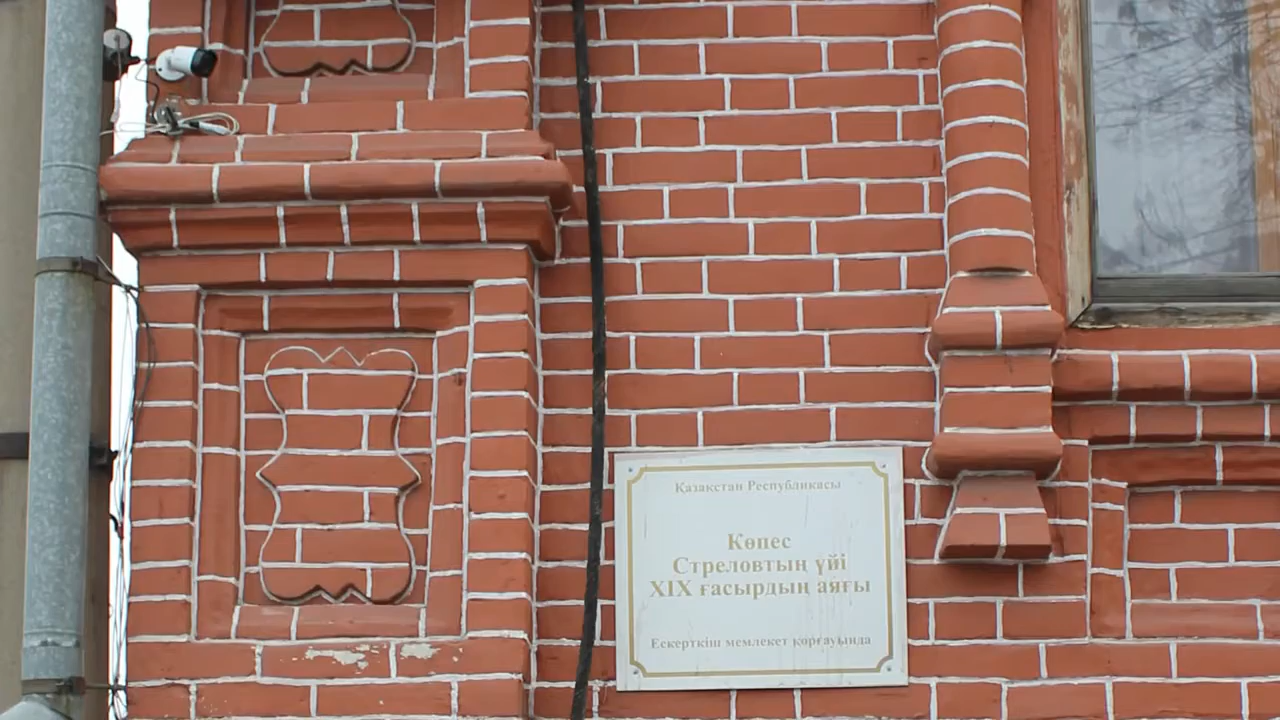 Қазақстан Республикасы
Көпес
Стреловтың үйі
XIX ғасырдың аяғы
Ескерткіш мемлекет қорғауында